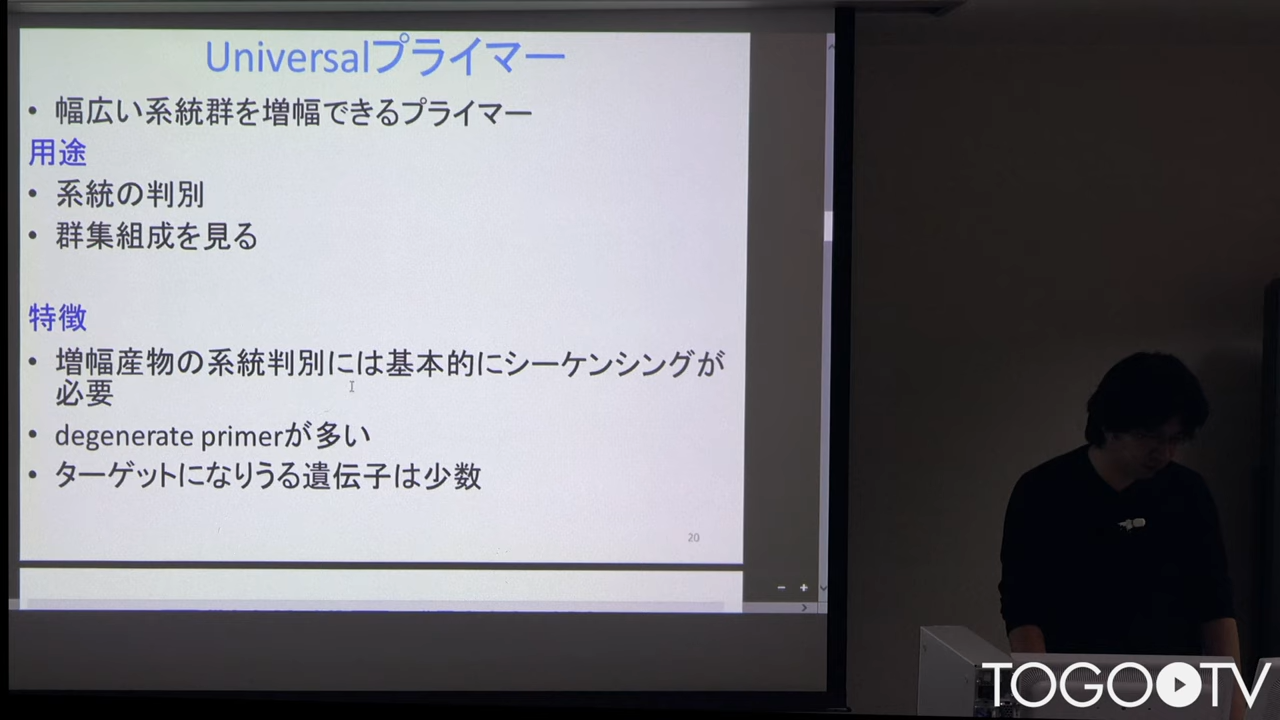 Universalプライマー
• 幅広い系統群を増幅できるプライマー
用途
• 系統の判別
• 群集組成を見る
特徴
• 増幅産物の系統判別には基本的にシーケンシングが
必要
• degenerate primerが多い
• ターゲットになりうる遺伝子は少数
20
TOGOTV